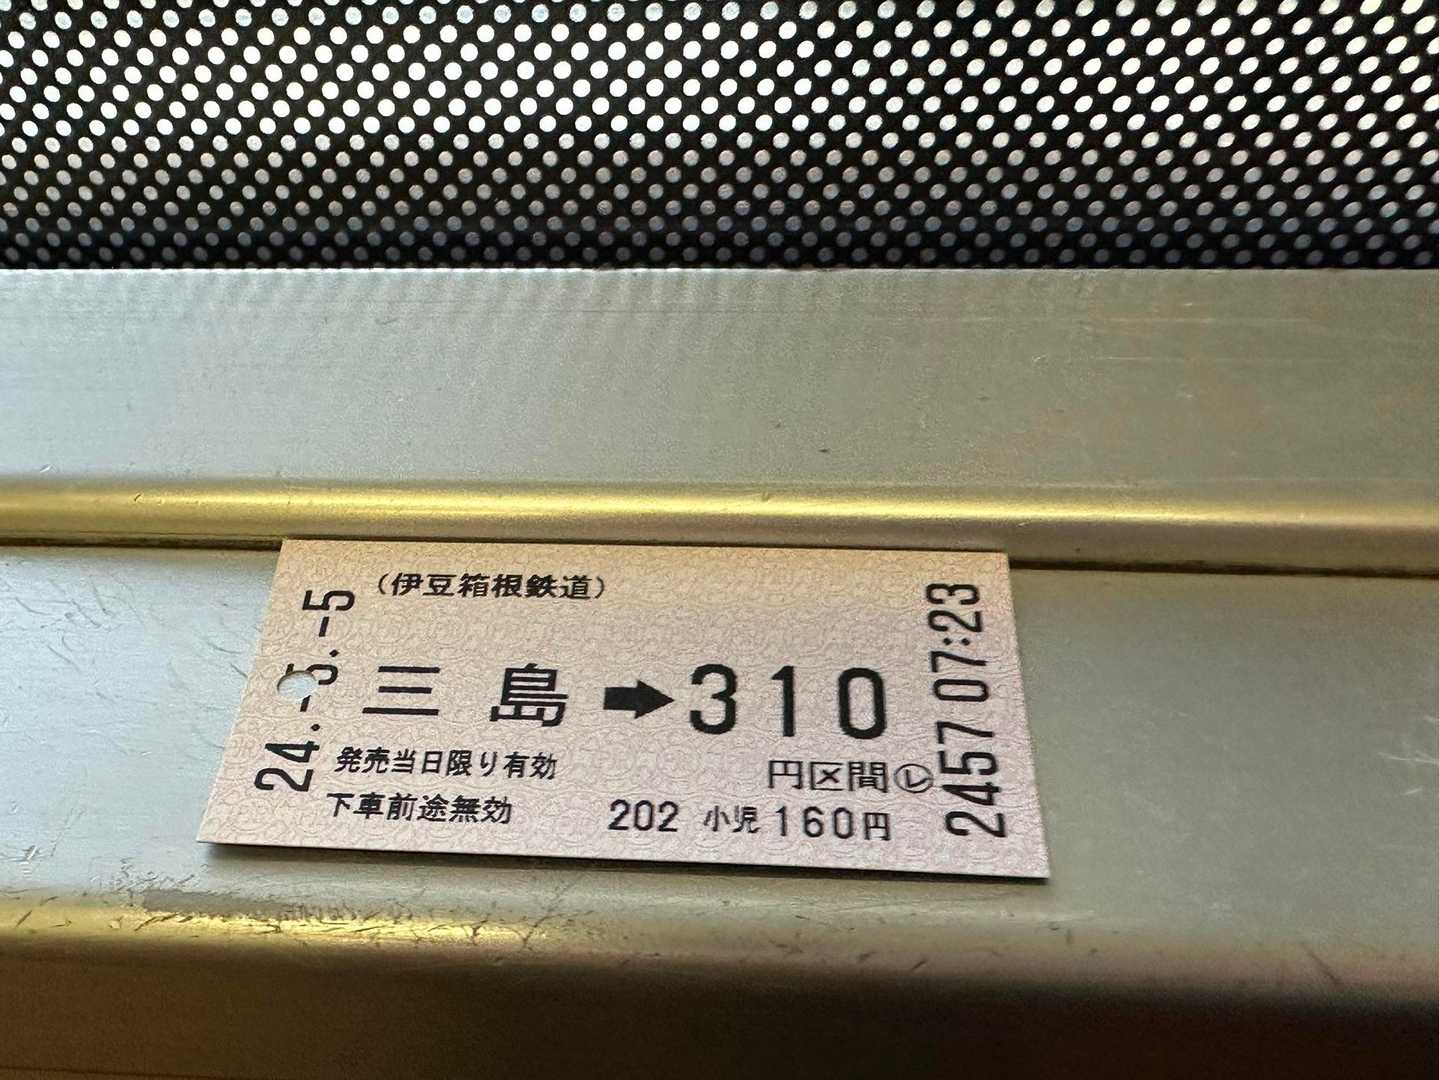 (伊豆箱根鉄道)
24.-5.-5
三島➡310
円区間㋹
発売当日限り有効
下車前途無効
202 小児160円
2457 07:23